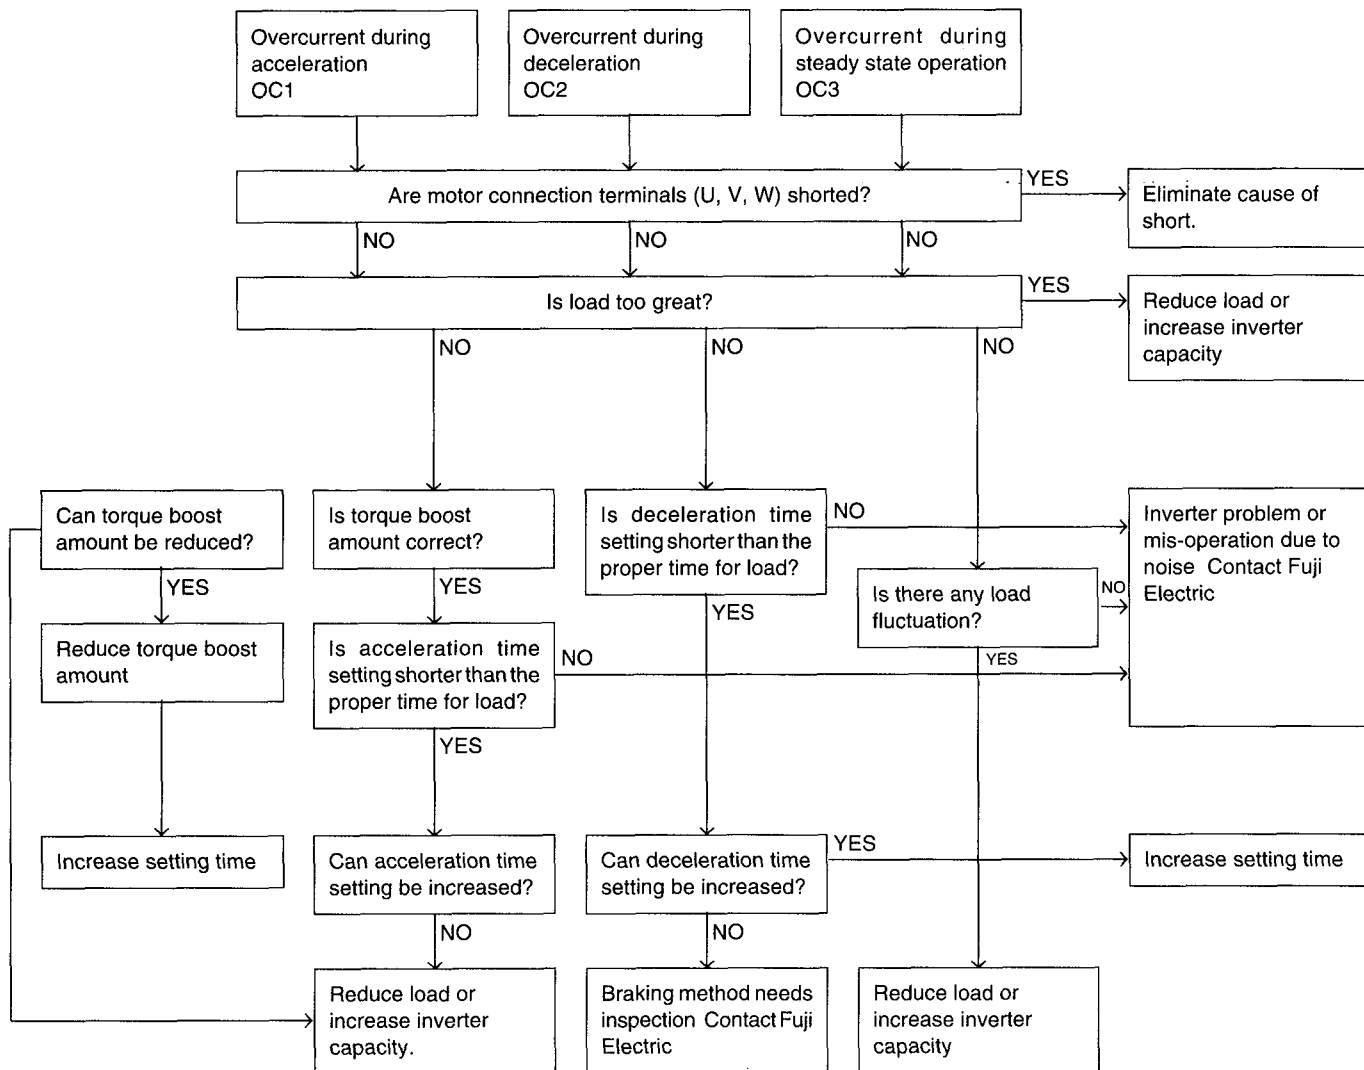 Overcurrent during
acceleration
OC1
Overcurrent during
deceleration
OC2
Overcurrent during
steady state operation
OC3
Are motor connection terminals (U, V, W) shorted?
YES
Eliminate cause of
short.
NO
NO
NO
Is load too great?
YES
Reduce load or
increase inverter
capacity
NO
NO
NO
Can torque boost
amount be reduced?
Is torque boost
amount correct?
Is deceleration time
setting shorter than the
proper time for load?
NO
Inverter problem or
mis-operation due to
noise Contact Fuji
Electric
YES
YES
YES
Is there any load
fluctuation?
NO
YES
Reduce torque boost
amount
Is acceleration time
setting shorter than the
proper time for load?
NO
YES
Increase setting time
Can acceleration time
setting be increased?
Can deceleration time
setting be increased?
YES
Increase setting time
NO
NO
Reduce load or
increase inverter
capacity.
Braking method needs
inspection Contact Fuji
Electric
Reduce load or
increase inverter
capacity